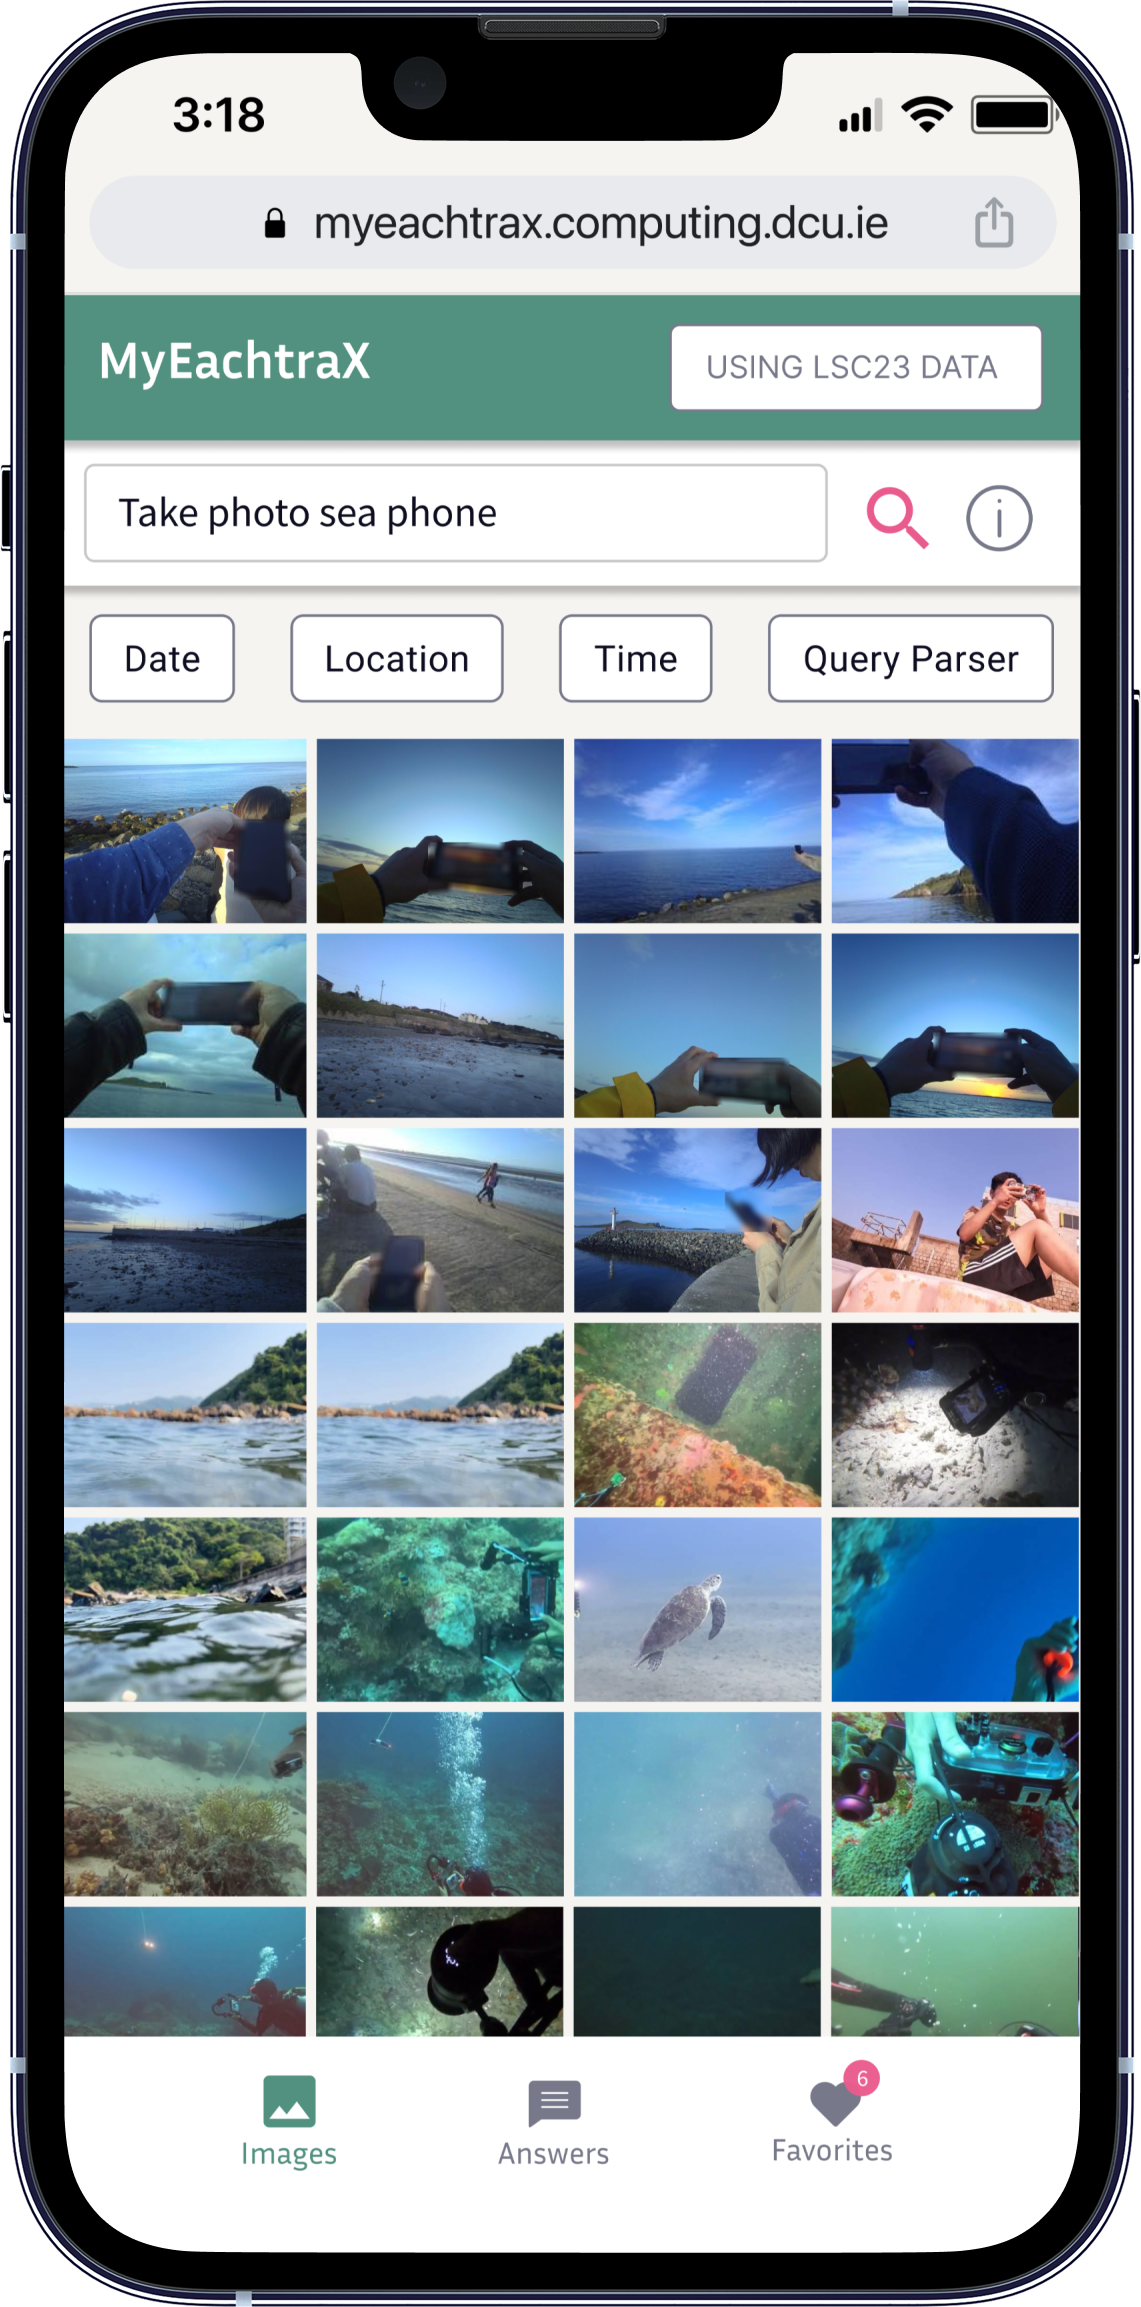 3:18
myeachtrax.computing.dcu.ie
MyEachtraX
USING LSC23 DATA
Take photo sea phone
Date
Location
Time
Query Parser
6
Images
Answers
Favorites